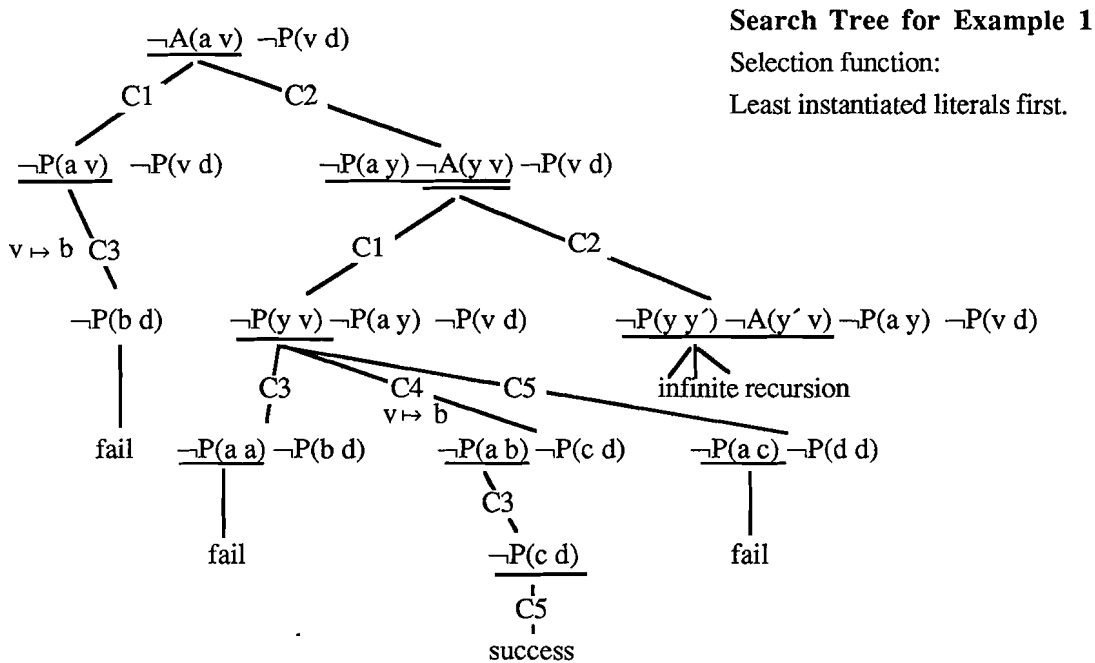 Search Tree for Example 1
Selection function:
Least instantiated literals first.
¬A(a v) ¬P(v d)
C1 C2
¬P(a v) ¬P(v d) ¬P(a y) ¬A(y v) ¬P(v d)
v ↦ b C3 C1 C2
¬P(b d) ¬P(y v) ¬P(a y) ¬P(v d) ¬P(y y´) ¬A(y´ v) ¬P(a y) ¬P(v d)
C3 C4 C5 infinite recursion
v ↦ b
fail ¬P(a a) ¬P(b d) ¬P(a b) ¬P(c d) ¬P(a c) ¬P(d d)
C3
fail ¬P(c d) fail
C5
success